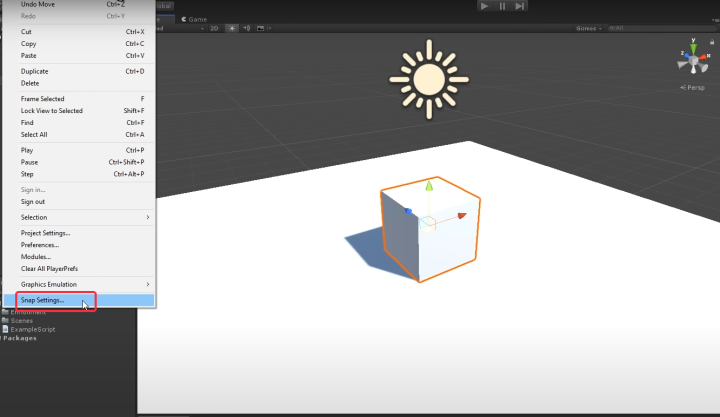 Undo Move Ctrl+Z
Redo Ctrl+Y
Cut Ctrl+X
Copy Ctrl+C
Paste Ctrl+V
Duplicate Ctrl+D
Delete
Frame Selected F
Lock View to Selected Shift+F
Find Ctrl+F
Select All Ctrl+A
Play Ctrl+P
Pause Ctrl+Shift+P
Step Ctrl+Alt+P
Sign in...
Sign out
Selection
Project Settings...
Preferences...
Modules...
Clear All PlayerPrefs
Graphics Emulation
Snap Settings...
Scenes
ExampleScript
Packages
Game
2D
Gizmos
All
y
z
x
Persp